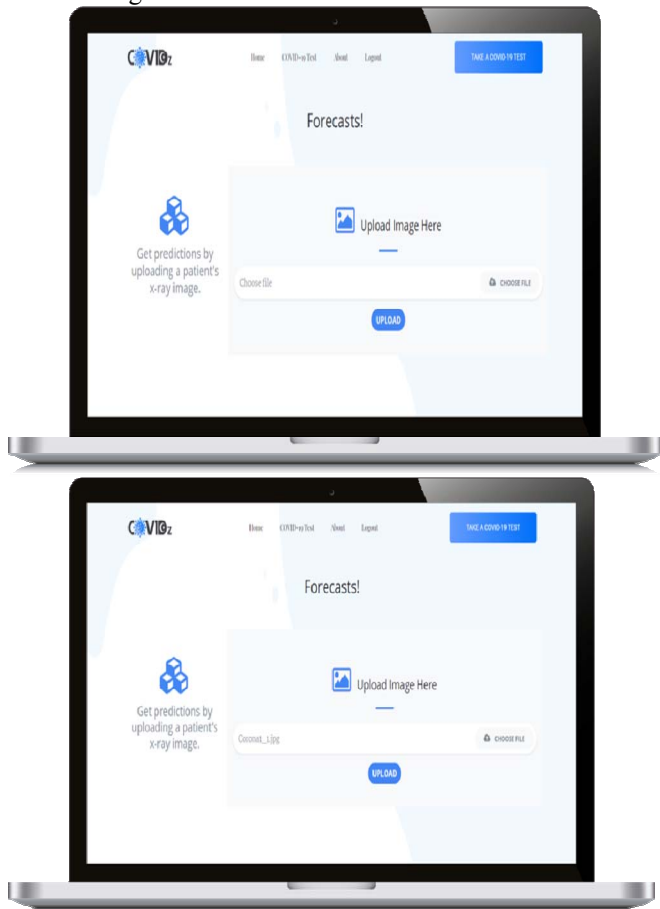 COVIDz
Home COVID-19 Test About Logout TAKE A COVID-19 TEST
Forecasts!
Upload Image Here
Get predictions by
uploading a patient's
x-ray image.
Choose file CHOOSE FILE
UPLOAD
COVIDz
Home COVID-19 Test About Logout TAKE A COVID-19 TEST
Forecasts!
Upload Image Here
Get predictions by
uploading a patient's
x-ray image.
CHOOSE FILE
UPLOAD